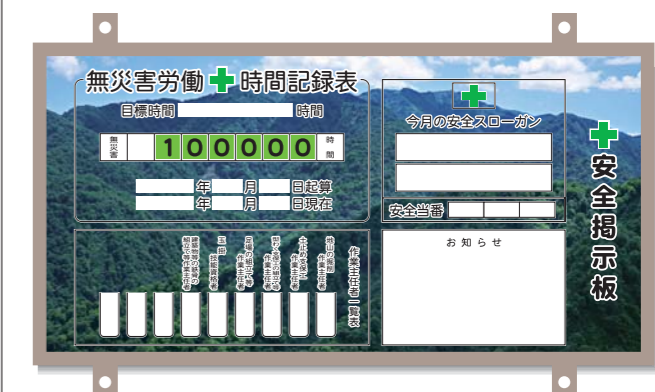 無災害労働 時間記録表
目標時間 時間
無災害 100000 時間
年 月 日起算
年 月 日現在
今月の安全スローガン
安全当番
安全掲示板
作業主任者一覧表
地山の掘削作業主任者
土止め支保工作業主任者
型わく支保工の組立て等作業主任者
足場の組立て等作業主任者
玉掛技能資格者
建築物等の鉄骨の組立て等作業主任者
お知らせ